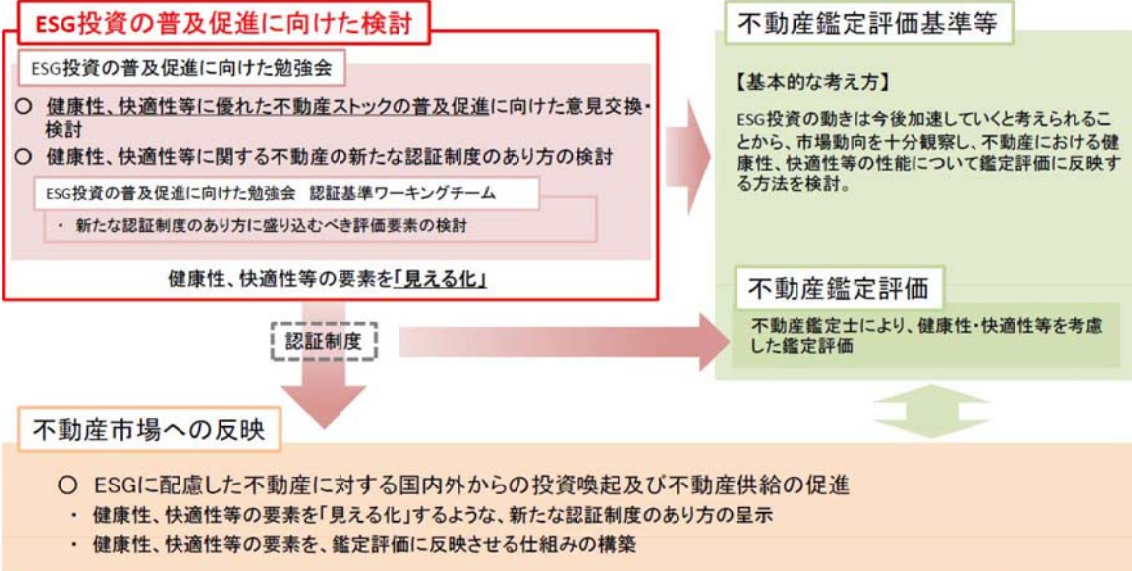 ESG投資の普及促進に向けた検討
ESG投資の普及促進に向けた勉強会
○ 健康性、快適性等に優れた不動産ストックの普及促進に向けた意見交換・
検討
○ 健康性、快適性等に関する不動産の新たな認証制度のあり方の検討
ESG投資の普及促進に向けた勉強会 認証基準ワーキングチーム
・ 新たな認証制度のあり方に盛り込むべき評価要素の検討
健康性、快適性等の要素を「見える化」
不動産鑑定評価基準等
【基本的な考え方】
ESG投資の動きは今後加速していくと考えられるこ
とから、市場動向を十分観察し、不動産における健
康性、快適性等の性能について鑑定評価に反映す
る方法を検討。
不動産鑑定評価
不動産鑑定士により、健康性・快適性等を考慮
した鑑定評価
認証制度
不動産市場への反映
○ ESGに配慮した不動産に対する国内外からの投資喚起及び不動産供給の促進
・ 健康性、快適性等の要素を「見える化」するような、新たな認証制度のあり方の呈示
・ 健康性、快適性等の要素を、鑑定評価に反映させる仕組みの構築